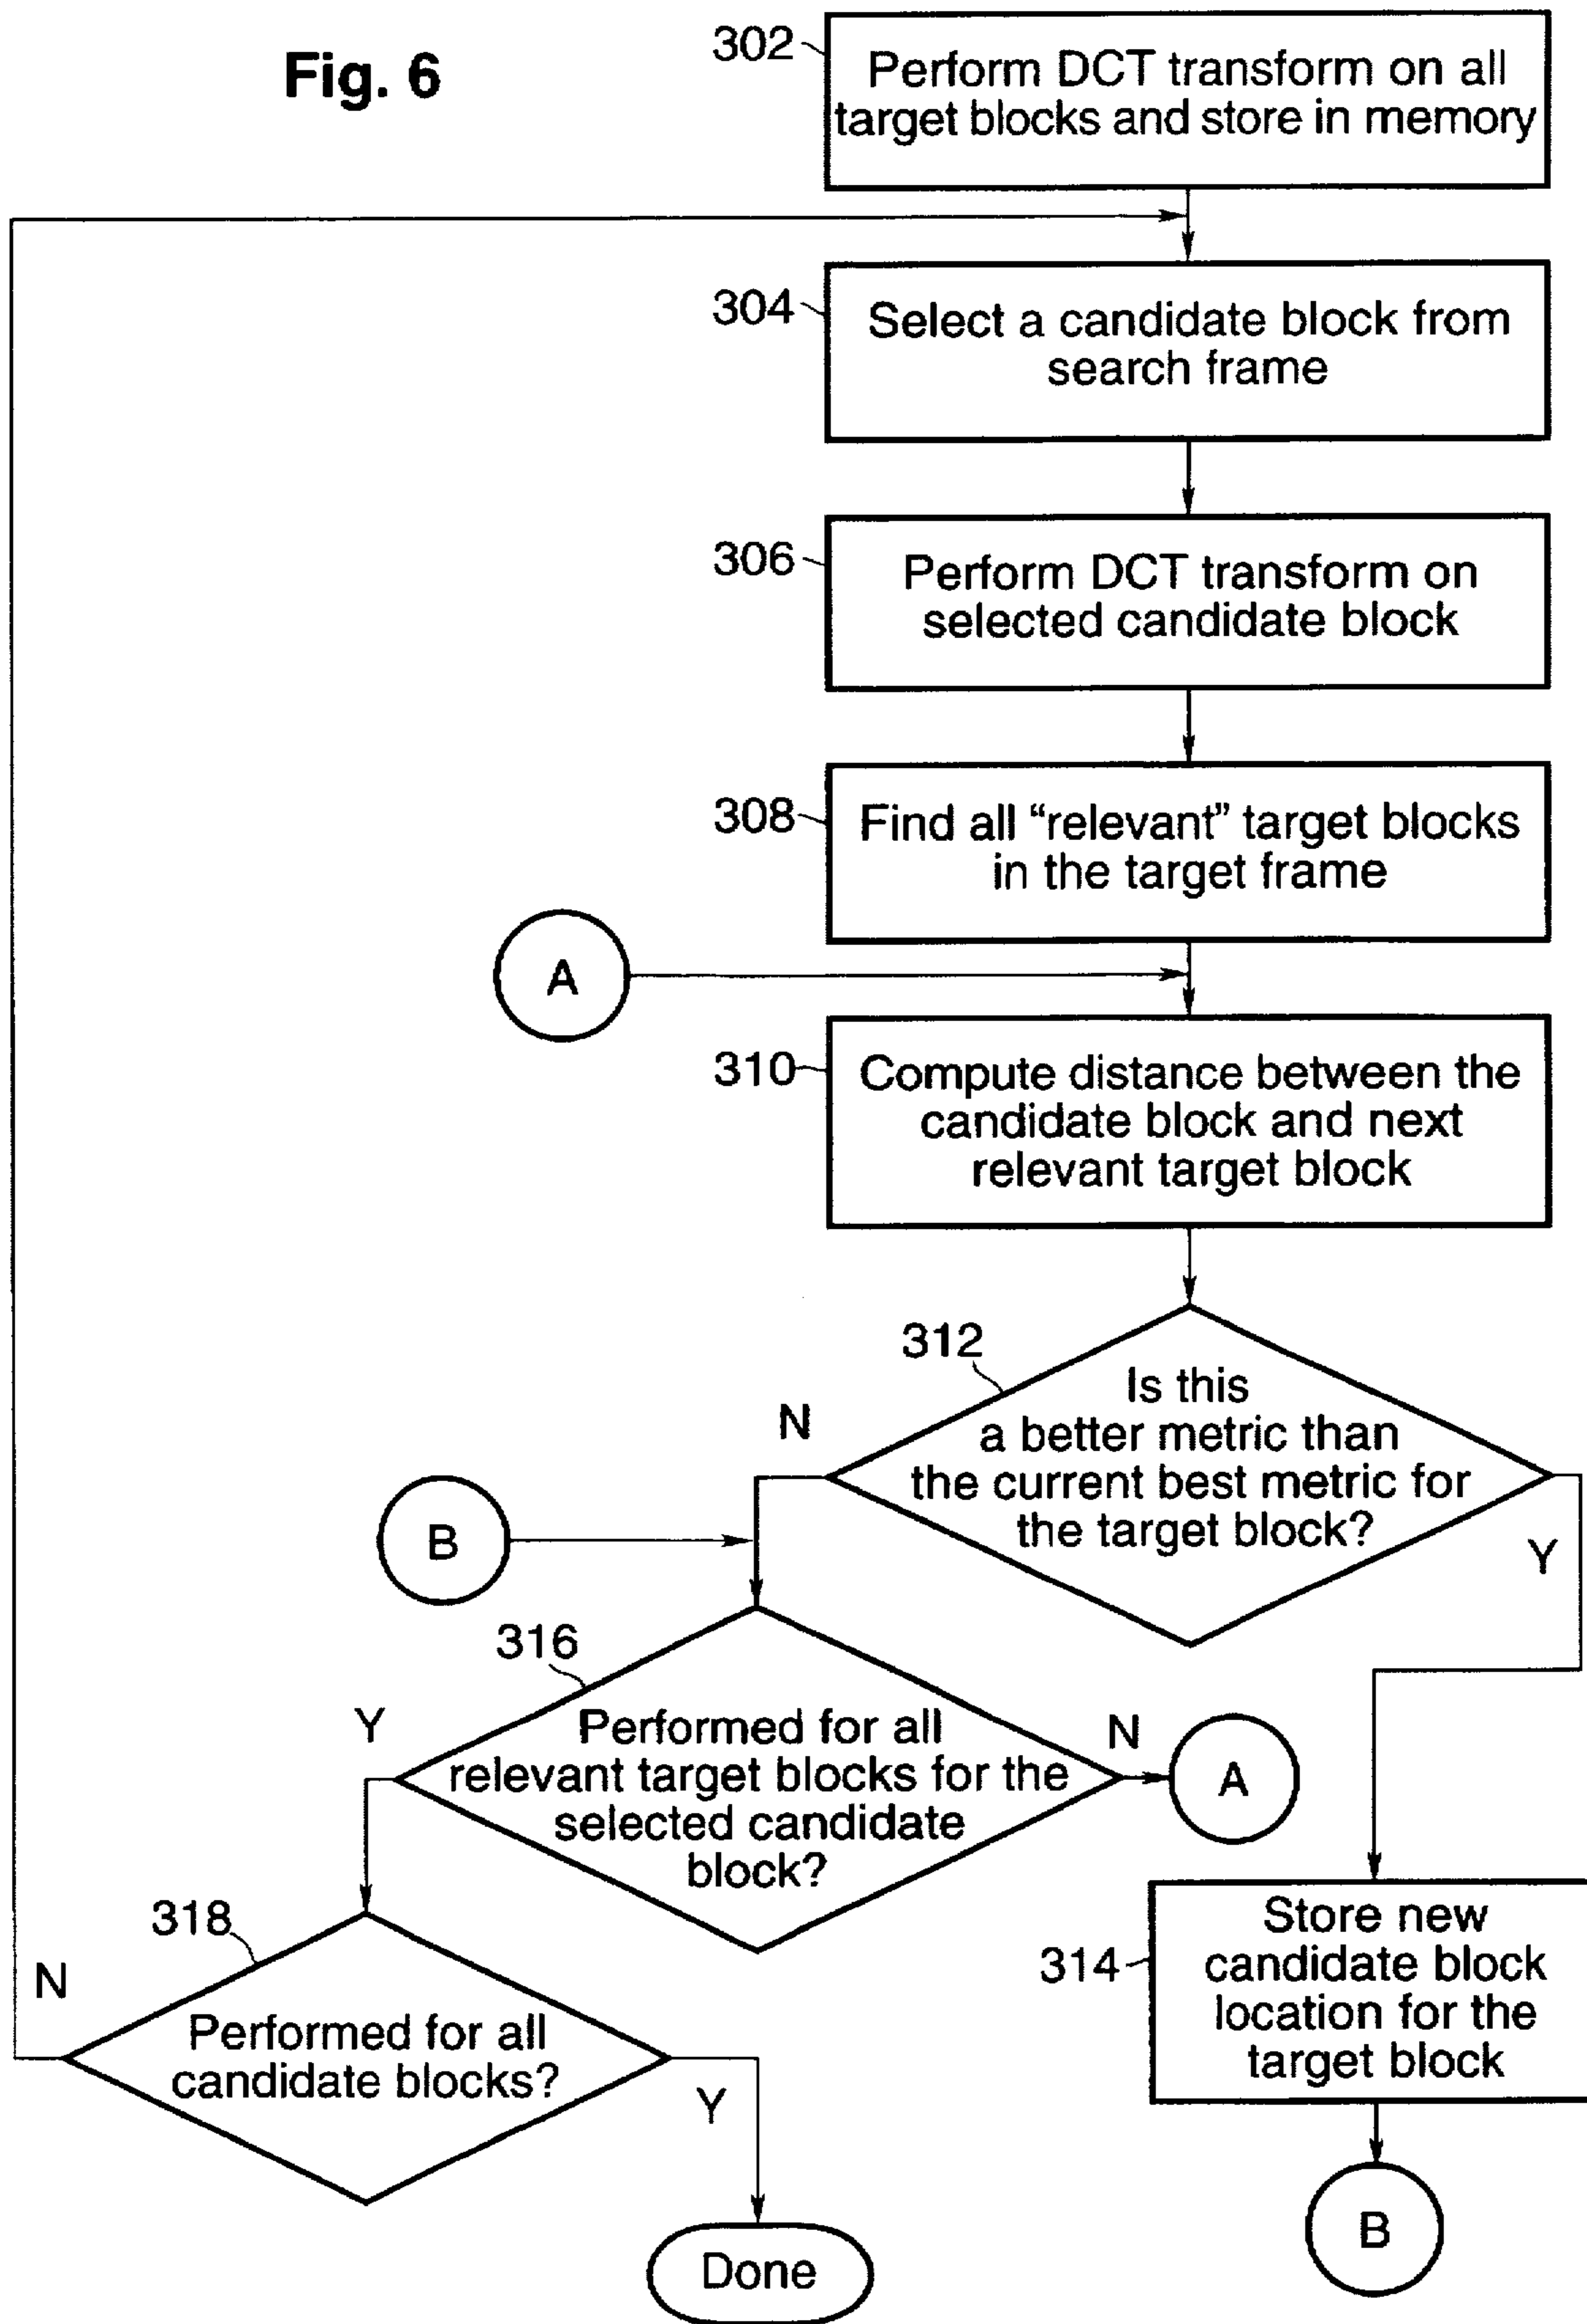 Fig. 6
302
Perform DCT transform on all
target blocks and store in memory
304
Select a candidate block from
search frame
306
Perform DCT transform on
selected candidate block
308
Find all “relevant” target blocks
in the target frame
A
310
Compute distance between the
candidate block and next
relevant target block
312
Is this
a better metric than
the current best metric for
the target block?
N
Y
B
316
Performed for all
relevant target blocks for the
selected candidate
block?
Y
N
A
314
Store new
candidate block
location for the
target block
B
318
Performed for all
candidate blocks?
N
Y
Done